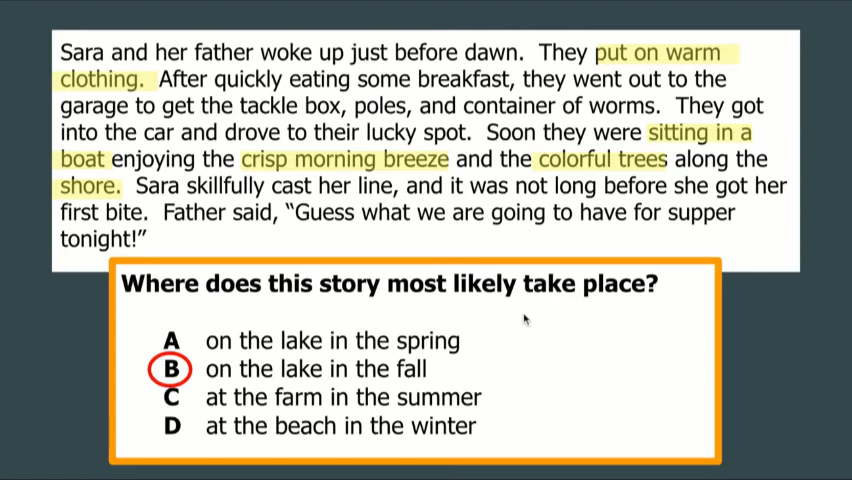 Sara and her father woke up just before dawn.  They put on warm
clothing.  After quickly eating some breakfast, they went out to the
garage to get the tackle box, poles, and container of worms.  They got
into the car and drove to their lucky spot.  Soon they were sitting in a
boat enjoying the crisp morning breeze and the colorful trees along the
shore.  Sara skillfully cast her line, and it was not long before she got her
first bite.  Father said, “Guess what we are going to have for supper
tonight!”
Where does this story most likely take place?
A on the lake in the spring
B on the lake in the fall
C at the farm in the summer
D at the beach in the winter